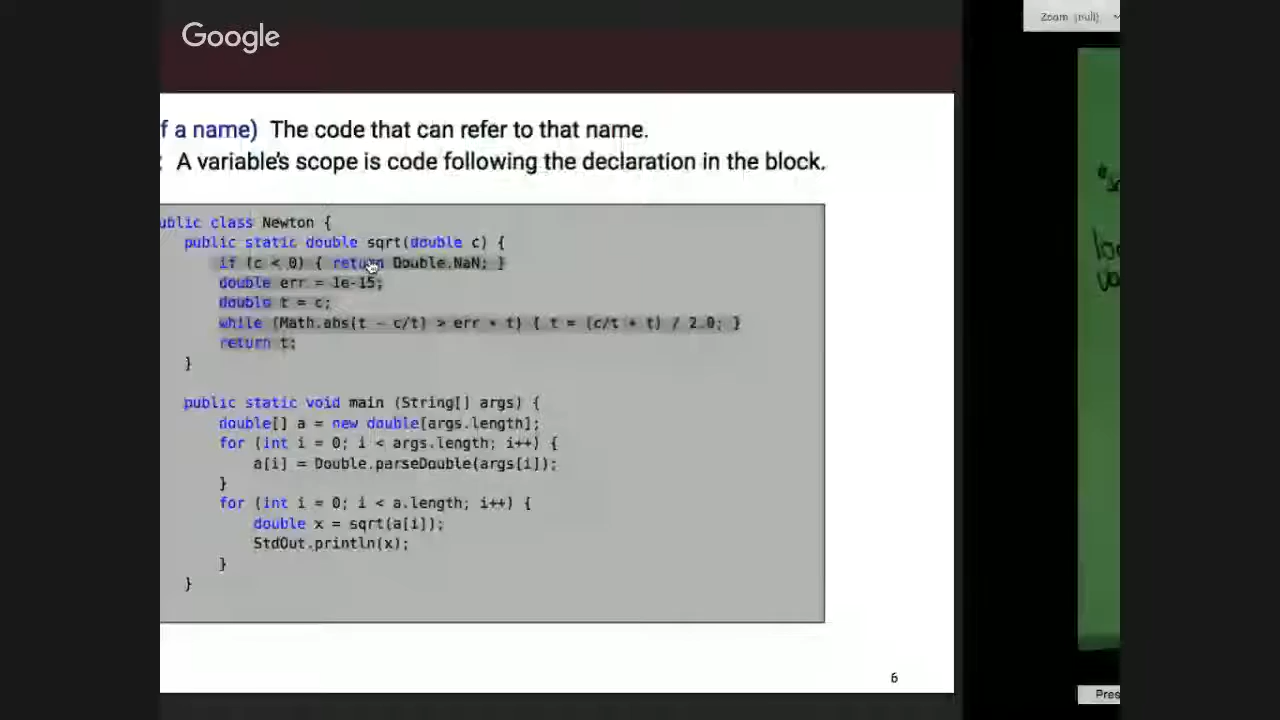 Google
Zoom (null)
f a name) The code that can refer to that name.
: A variable's scope is code following the declaration in the block.
ublic class Newton {
public static double sqrt(double c) {
if (c < 0) { return Double.NaN; }
double err = 1e-15;
double t = c;
while (Math.abs(t - c/t) > err * t) { t = (c/t + t) / 2.0; }
return t;
}
public static void main (String[] args) {
double[] a = new double[args.length];
for (int i = 0; i < args.length; i++) {
a[i] = Double.parseDouble(args[i]);
}
for (int i = 0; i < a.length; i++) {
double x = sqrt(a[i]);
StdOut.println(x);
}
}
6
Pres